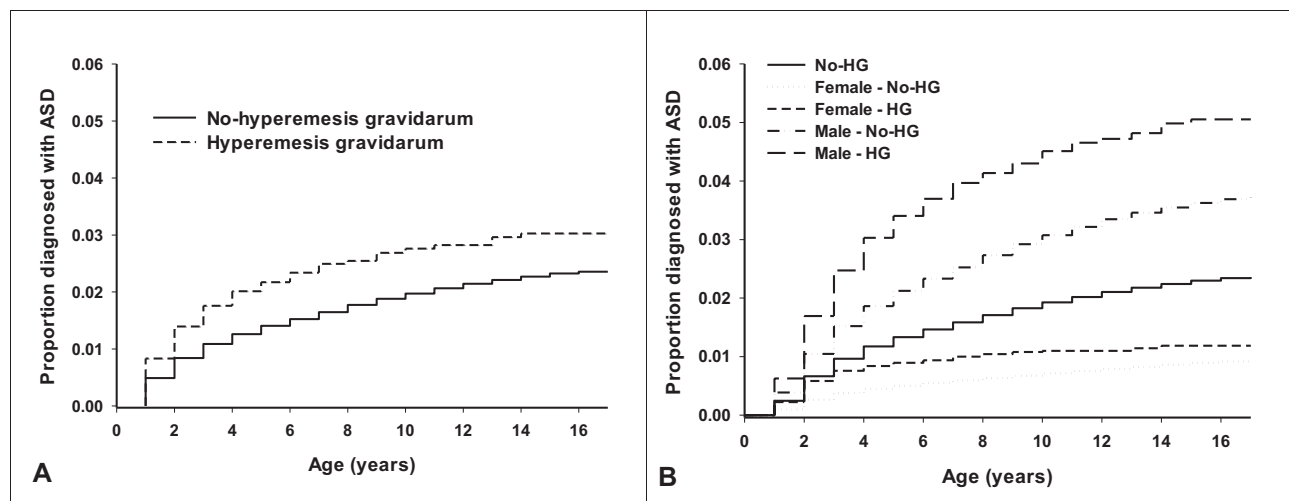 0.06
0.05
0.04
0.03
0.02
0.01
0.00
Proportion diagnosed with ASD
No-hyperemesis gravidarum
Hyperemesis gravidarum
0 2 4 6 8 10 12 14 16
Age (years)
A
0.06
0.05
0.04
0.03
0.02
0.01
0.00
Proportion diagnosed with ASD
No-HG
Female - No-HG
Female - HG
Male - No-HG
Male - HG
0 2 4 6 8 10 12 14 16
Age (years)
B